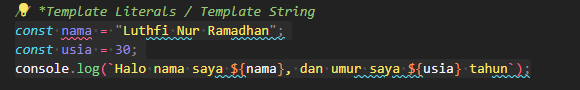 / *Template Literals / Template String
const nama = "Luthfi Nur Ramadhan";
const usia = 30;
console.log(`Halo nama saya ${nama}, dan umur saya ${usia} tahun`);